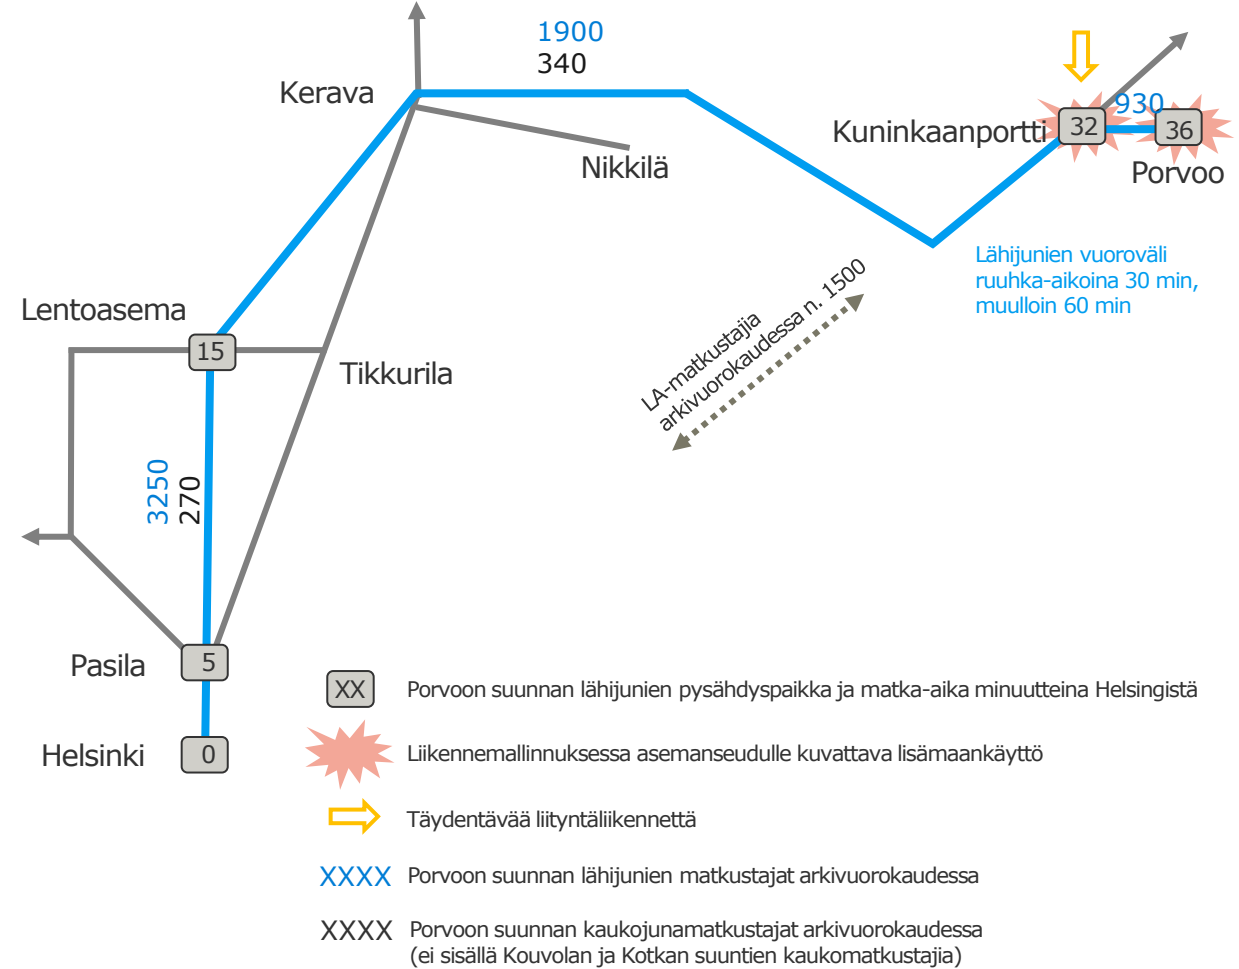 1900
340
Kerava
Nikkilä
Kuninkaanportti
32
930
36
Porvoo
Lähijunien vuoroväli
ruuhka-aikoina 30 min,
muulloin 60 min
LA-matkustajia
arkivuorokaudessa n. 1500
Lentoasema
15
Tikkurila
3250
270
Pasila
5
Helsinki
0
XX Porvoon suunnan lähijunien pysähdyspaikka ja matka-aika minuutteina Helsingistä
Liikennemallinnuksessa asemanseudulle kuvattava lisämaankäyttö
Täydentävää liityntäliikennettä
XXXX Porvoon suunnan lähijunien matkustajat arkivuorokaudessa
XXXX Porvoon suunnan kaukojunamatkustajat arkivuorokaudessa
(ei sisällä Kouvolan ja Kotkan suuntien kaukomatkustajia)